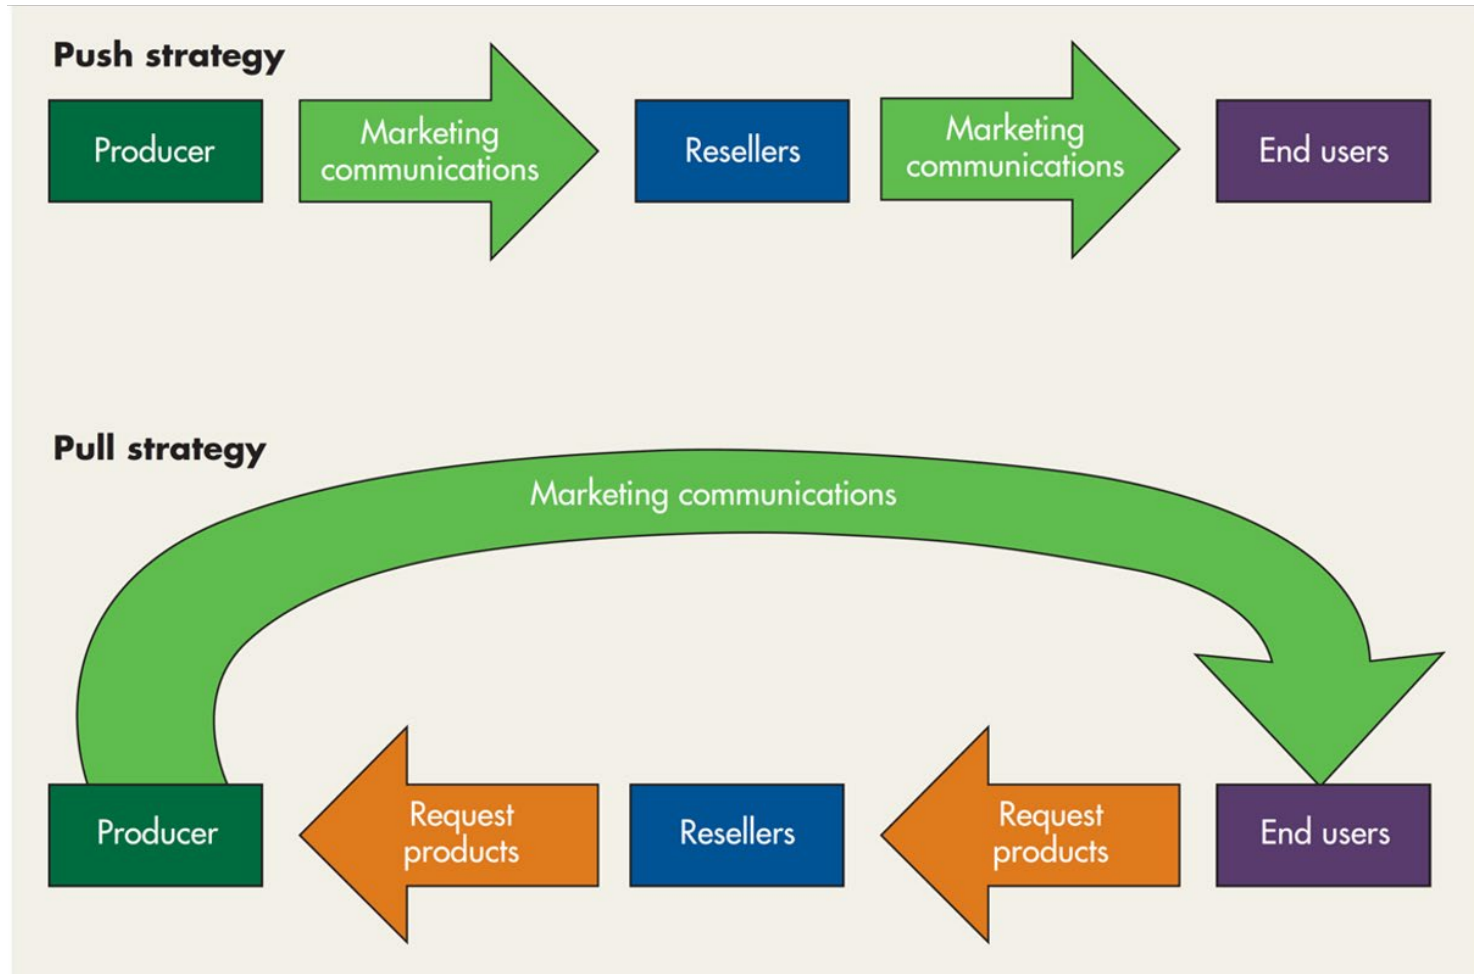 Push strategy
Producer
Marketing
communications
Resellers
Marketing
communications
End users
Pull strategy
Marketing communications
Producer
Request
products
Resellers
Request
products
End users